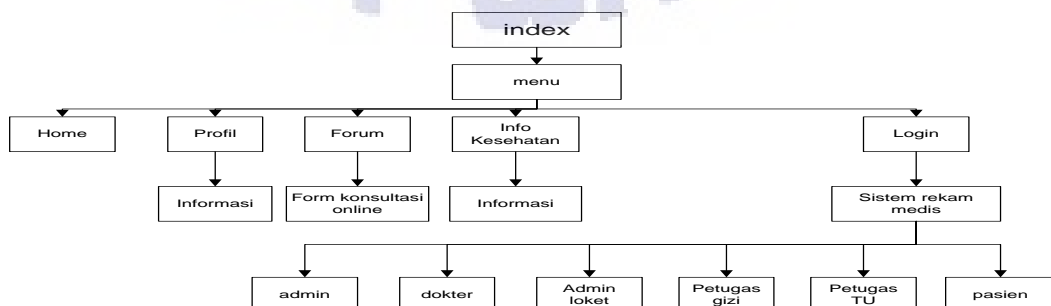 index
menu
Home
Profil
Forum
Info
Kesehatan
Login
Informasi
Form konsultasi
online
Informasi
Sistem rekam
medis
admin
dokter
Admin
loket
Petugas
gizi
Petugas
TU
pasien